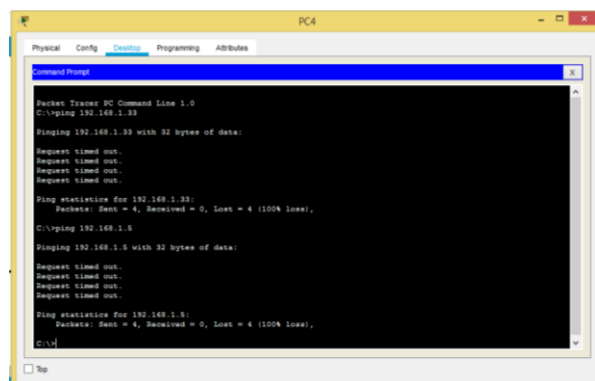 PC4
Physical Config Desktop Programming Attributes
Command Prompt
X
Packet Tracer PC Command Line 1.0
C:\>ping 192.168.1.33
Pinging 192.168.1.33 with 32 bytes of data:
Request timed out.
Request timed out.
Request timed out.
Request timed out.
Ping statistics for 192.168.1.33:
Packets: Sent = 4, Received = 0, Lost = 4 (100% loss),
C:\>ping 192.168.1.5
Pinging 192.168.1.5 with 32 bytes of data:
Request timed out.
Request timed out.
Request timed out.
Request timed out.
Ping statistics for 192.168.1.5:
Packets: Sent = 4, Received = 0, Lost = 4 (100% loss),
C:\>
Top